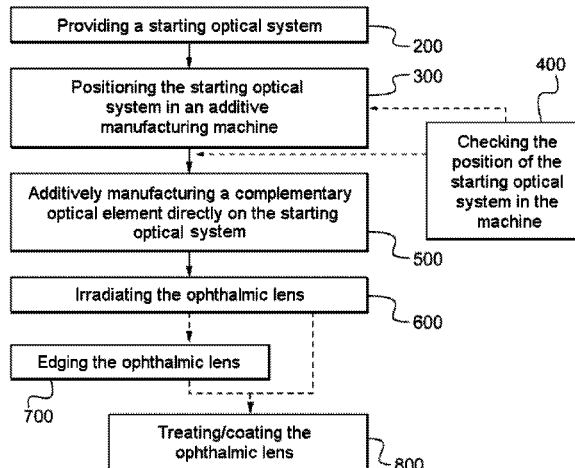 Providing a starting optical system
200
Positioning the starting optical
system in an additive
manufacturing machine
300
400
Checking the
position of the
starting optical
system in the
machine
Additively manufacturing a complementary
optical element directly on the starting
optical system
500
Irradiating the ophthalmic lens
600
Edging the ophthalmic lens
700
Treating/coating the
ophthalmic lens
800